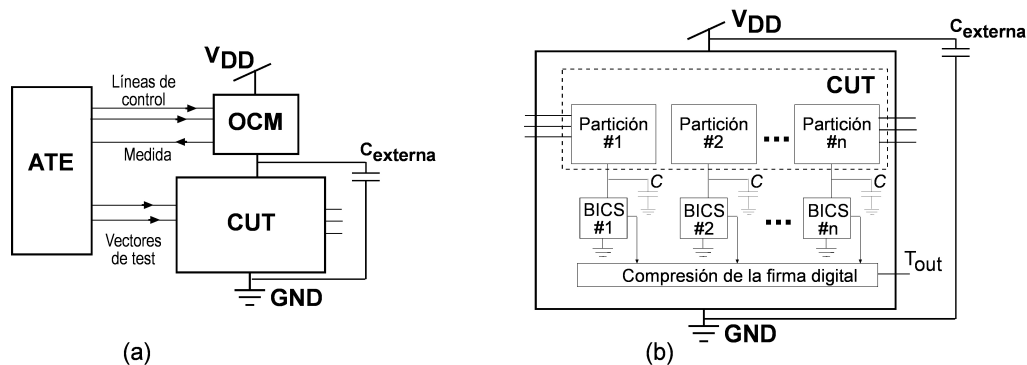 VDD
Líneas de
control
OCM
Medida
ATE
Cexterna
CUT
Vectores
de test
GND
(a)
VDD
Cexterna
CUT
Partición
#1
Partición
#2
...
Partición
#n
C
C
C
BICS
#1
BICS
#2
...
BICS
#n
Compresión de la firma digital
Tout
GND
(b)